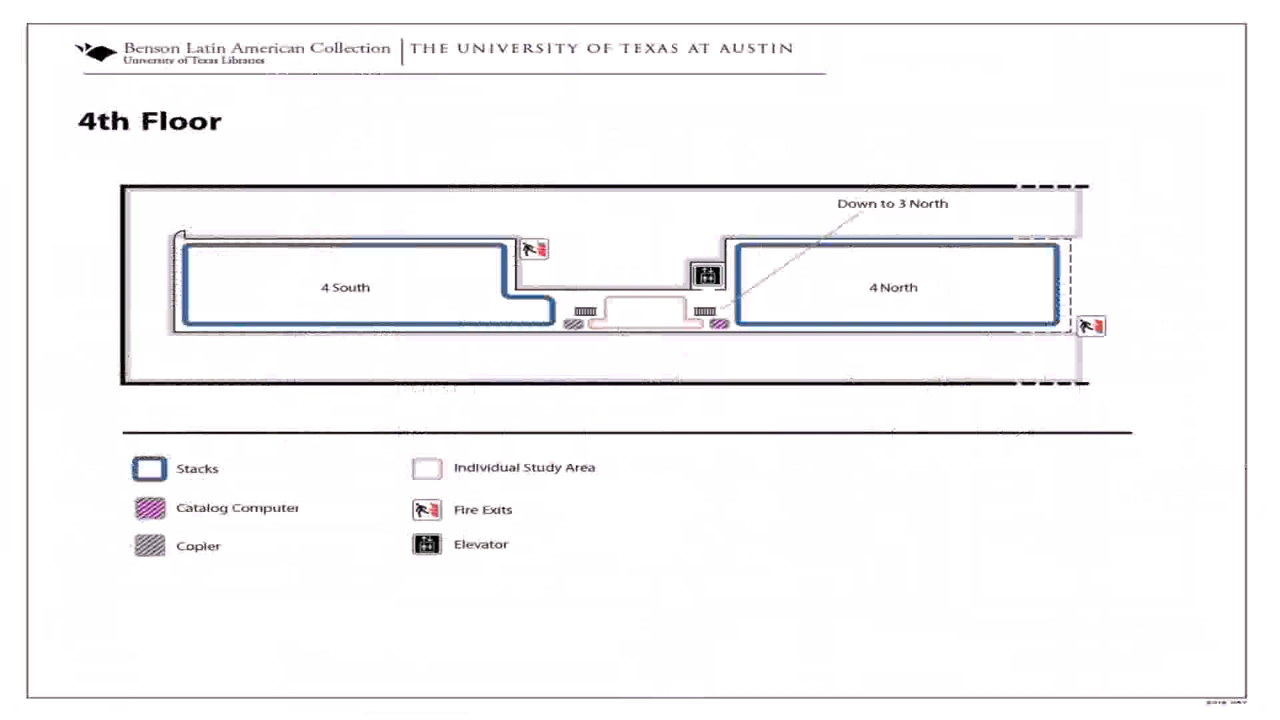 Benson Latin American Collection
University of Texas Libraries
THE UNIVERSITY OF TEXAS AT AUSTIN
4th Floor
Down to 3 North
4 South
4 North
Stacks
Individual Study Area
Catalog Computer
Fire Exits
Copier
Elevator